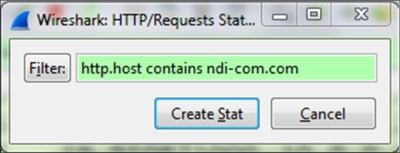 Wireshark: HTTP/Requests Stat...
Filter: http.host contains ndi-com.com
Create Stat Cancel